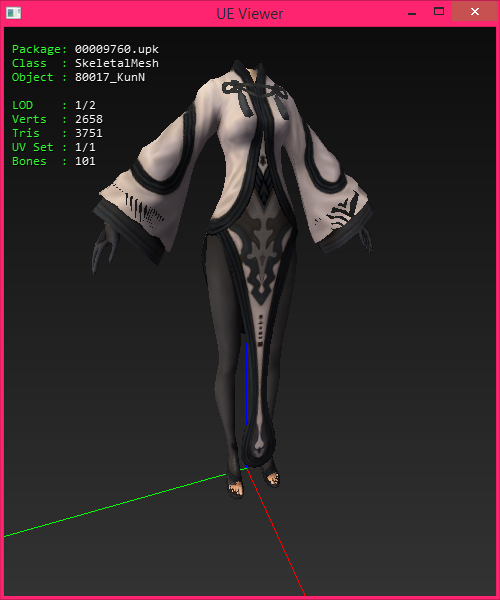 UE Viewer
Package: 00009760.upk
Class  : SkeletalMesh
Object : 80017_KunN
LOD    : 1/2
Verts  : 2658
Tris   : 3751
UV Set : 1/1
Bones  : 101